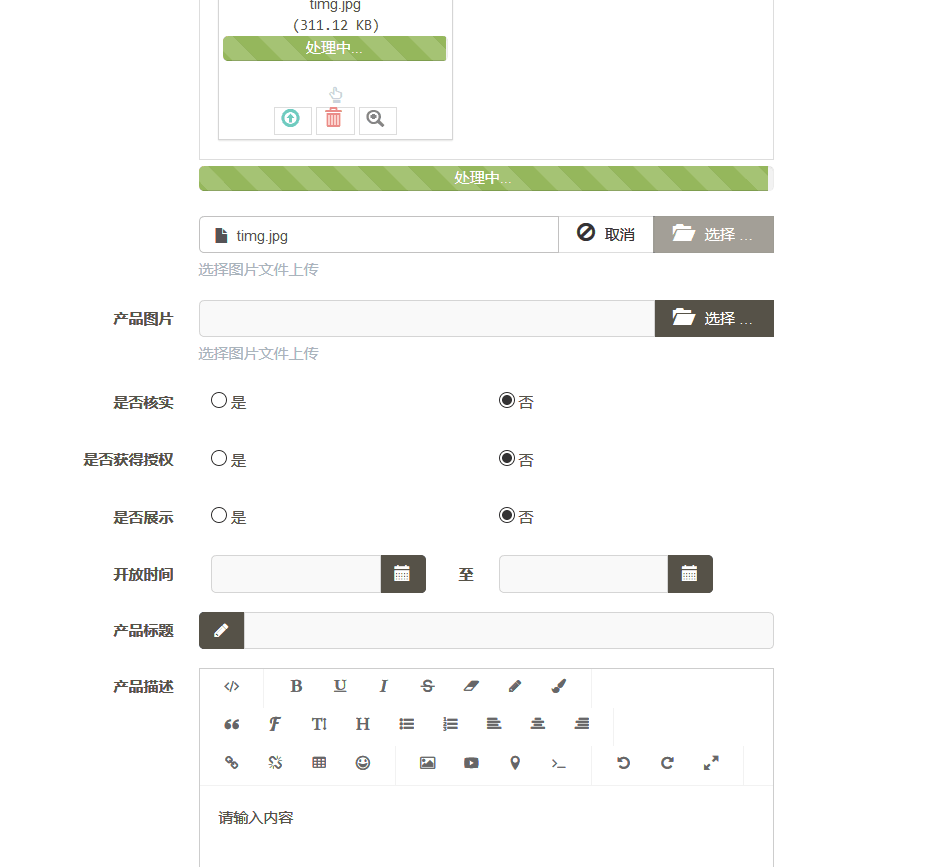 timg.jpg
(311.12 KB)
处理中...
处理中...
timg.jpg 取消 选择 ...
选择图片文件上传
产品图片 选择 ...
选择图片文件上传
是否核实 是 否
是否获得授权 是 否
是否展示 是 否
开放时间 至
产品标题
产品描述
请输入内容